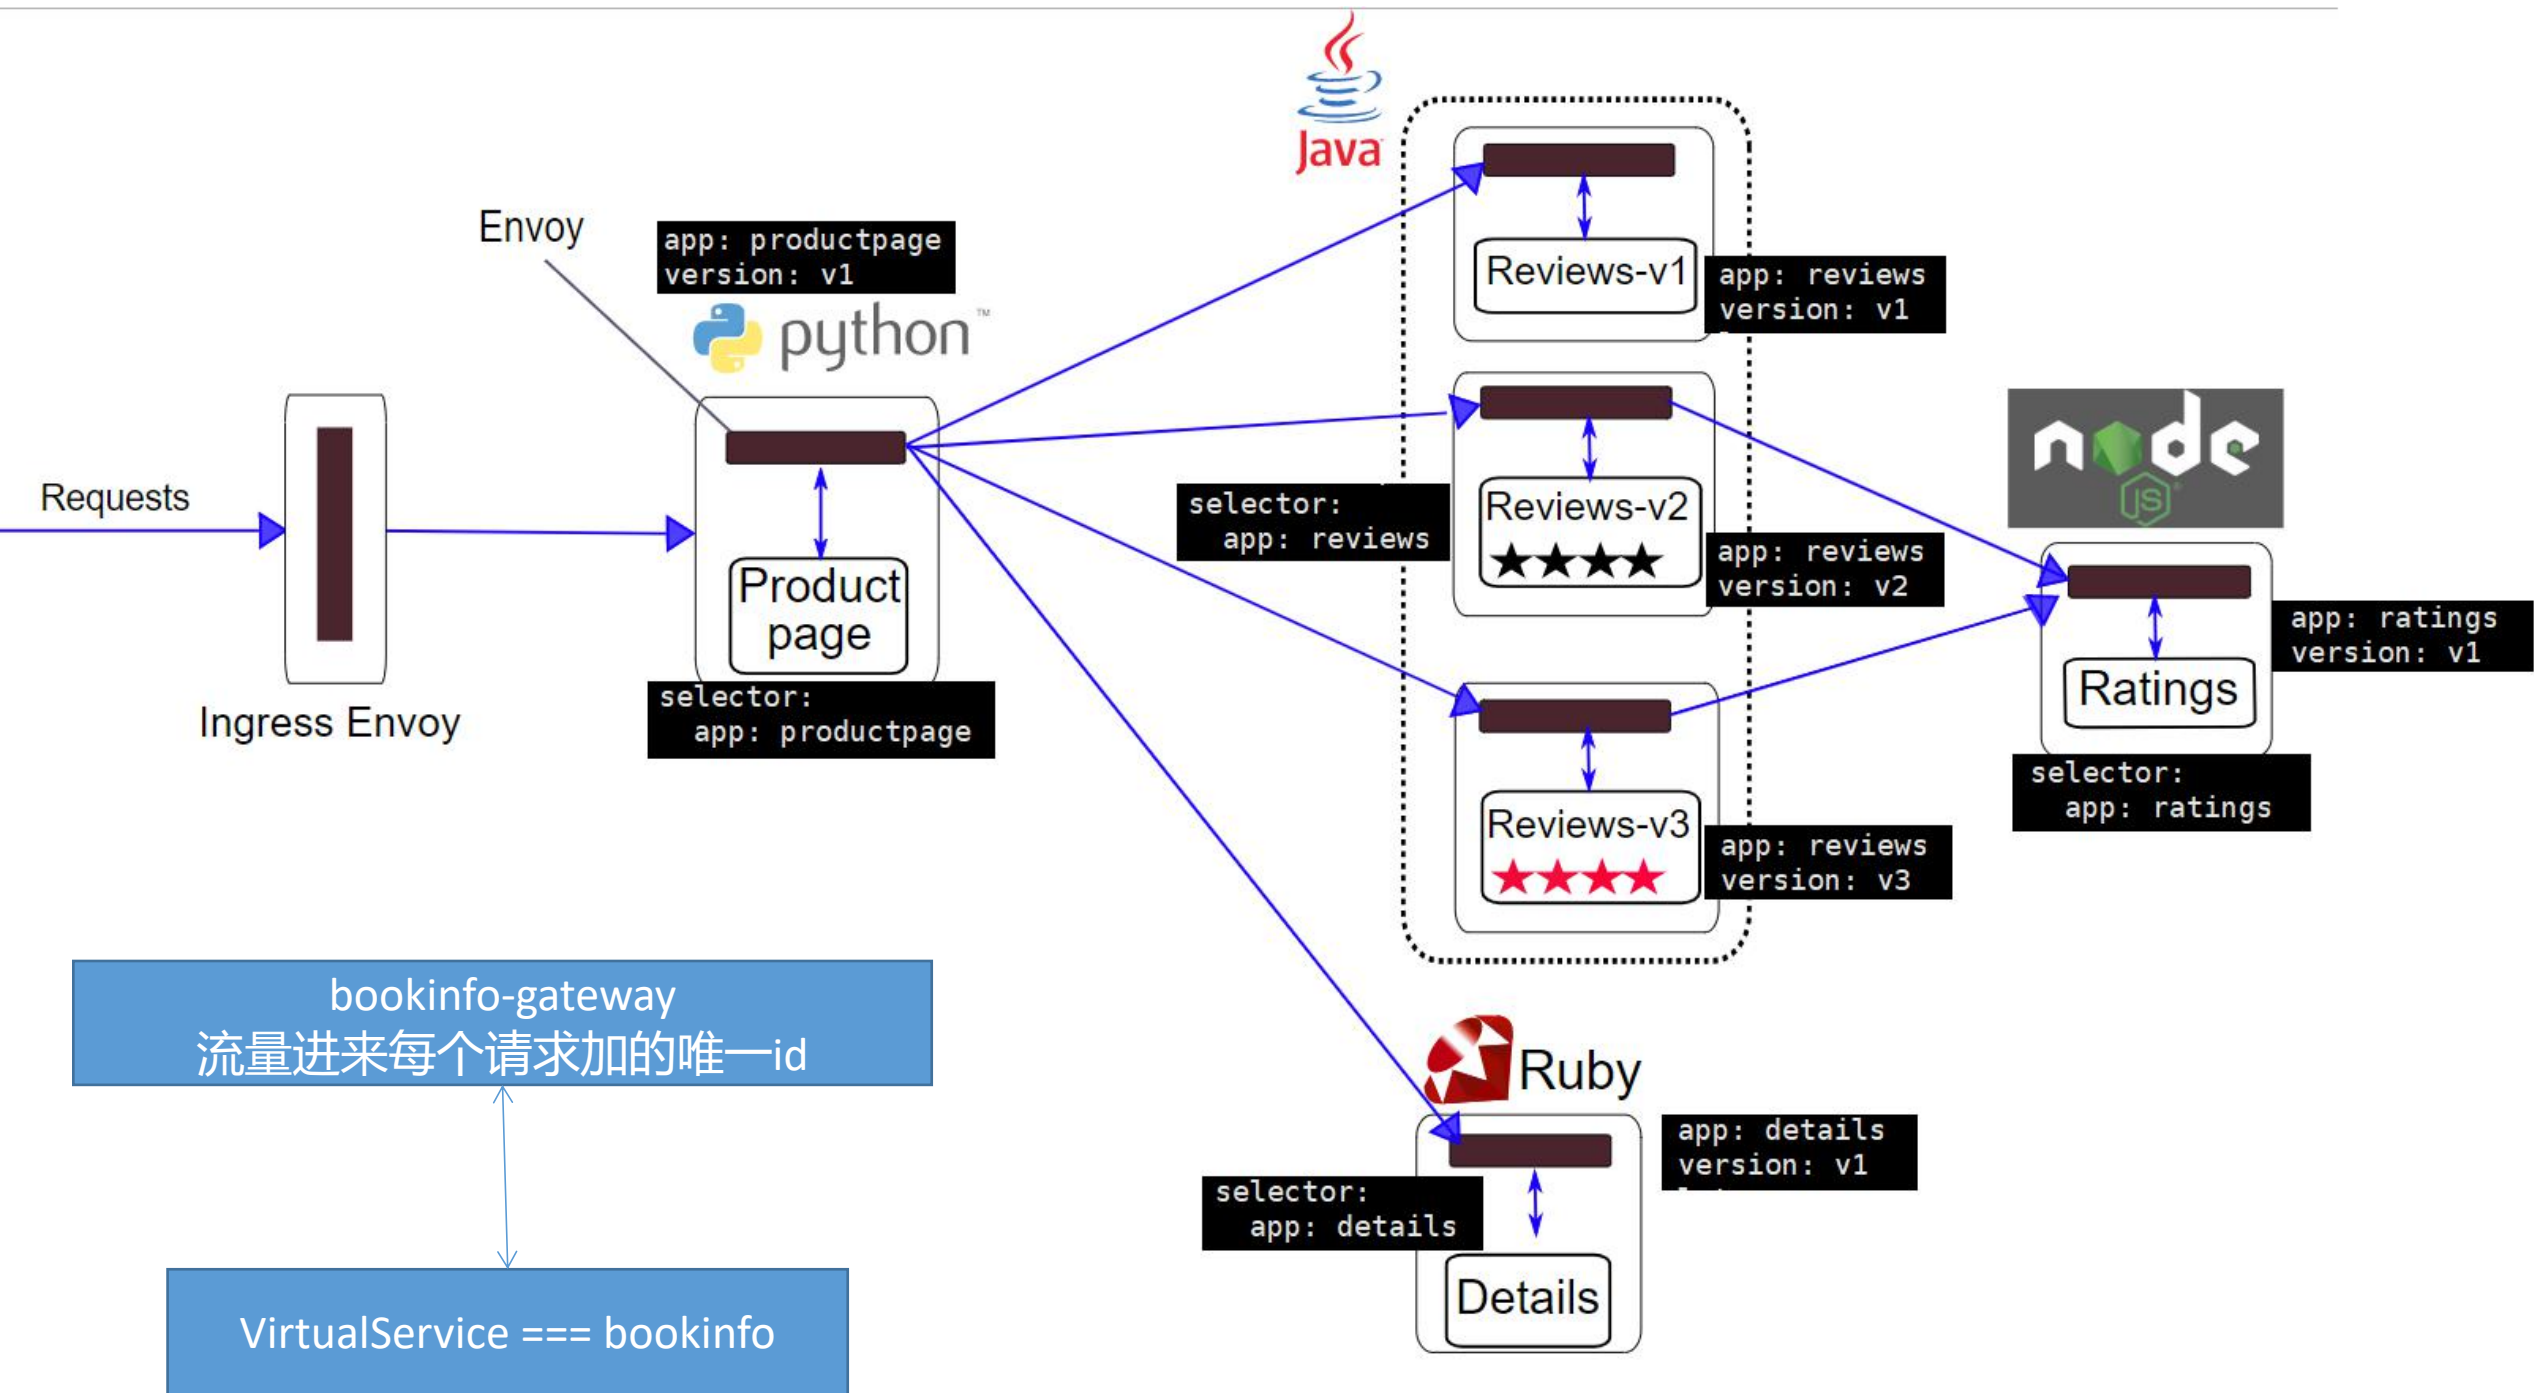 Java
Envoy
app: productpage
version: v1
python™
Reviews-v1
app: reviews
version: v1
node
JS
Requests
selector:
app: reviews
Reviews-v2
app: reviews
version: v2
Product
page
app: ratings
version: v1
Ratings
Ingress Envoy
selector:
app: productpage
selector:
app: ratings
Reviews-v3
app: reviews
version: v3
bookinfo-gateway
流量进来每个请求加的唯一id
Ruby
app: details
version: v1
selector:
app: details
Details
VirtualService === bookinfo